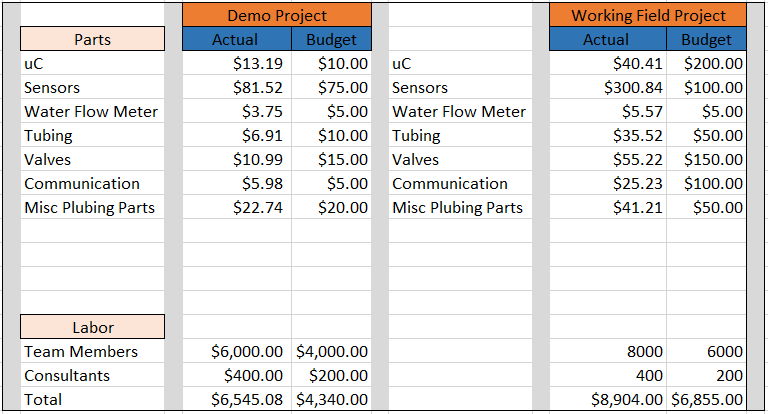 Demo Project Working Field Project
Parts Actual Budget Actual Budget
uC $13.19 $10.00 uC $40.41 $200.00
Sensors $81.52 $75.00 Sensors $300.84 $100.00
Water Flow Meter $3.75 $5.00 Water Flow Meter $5.57 $5.00
Tubing $6.91 $10.00 Tubing $35.52 $50.00
Valves $10.99 $15.00 Valves $55.22 $150.00
Communication $5.98 $5.00 Communication $25.23 $100.00
Misc Plubing Parts $22.74 $20.00 Misc Plubing Parts $41.21 $50.00
Labor
Team Members $6,000.00 $4,000.00 8000 6000
Consultants $400.00 $200.00 400 200
Total $6,545.08 $4,340.00 $8,904.00 $6,855.00